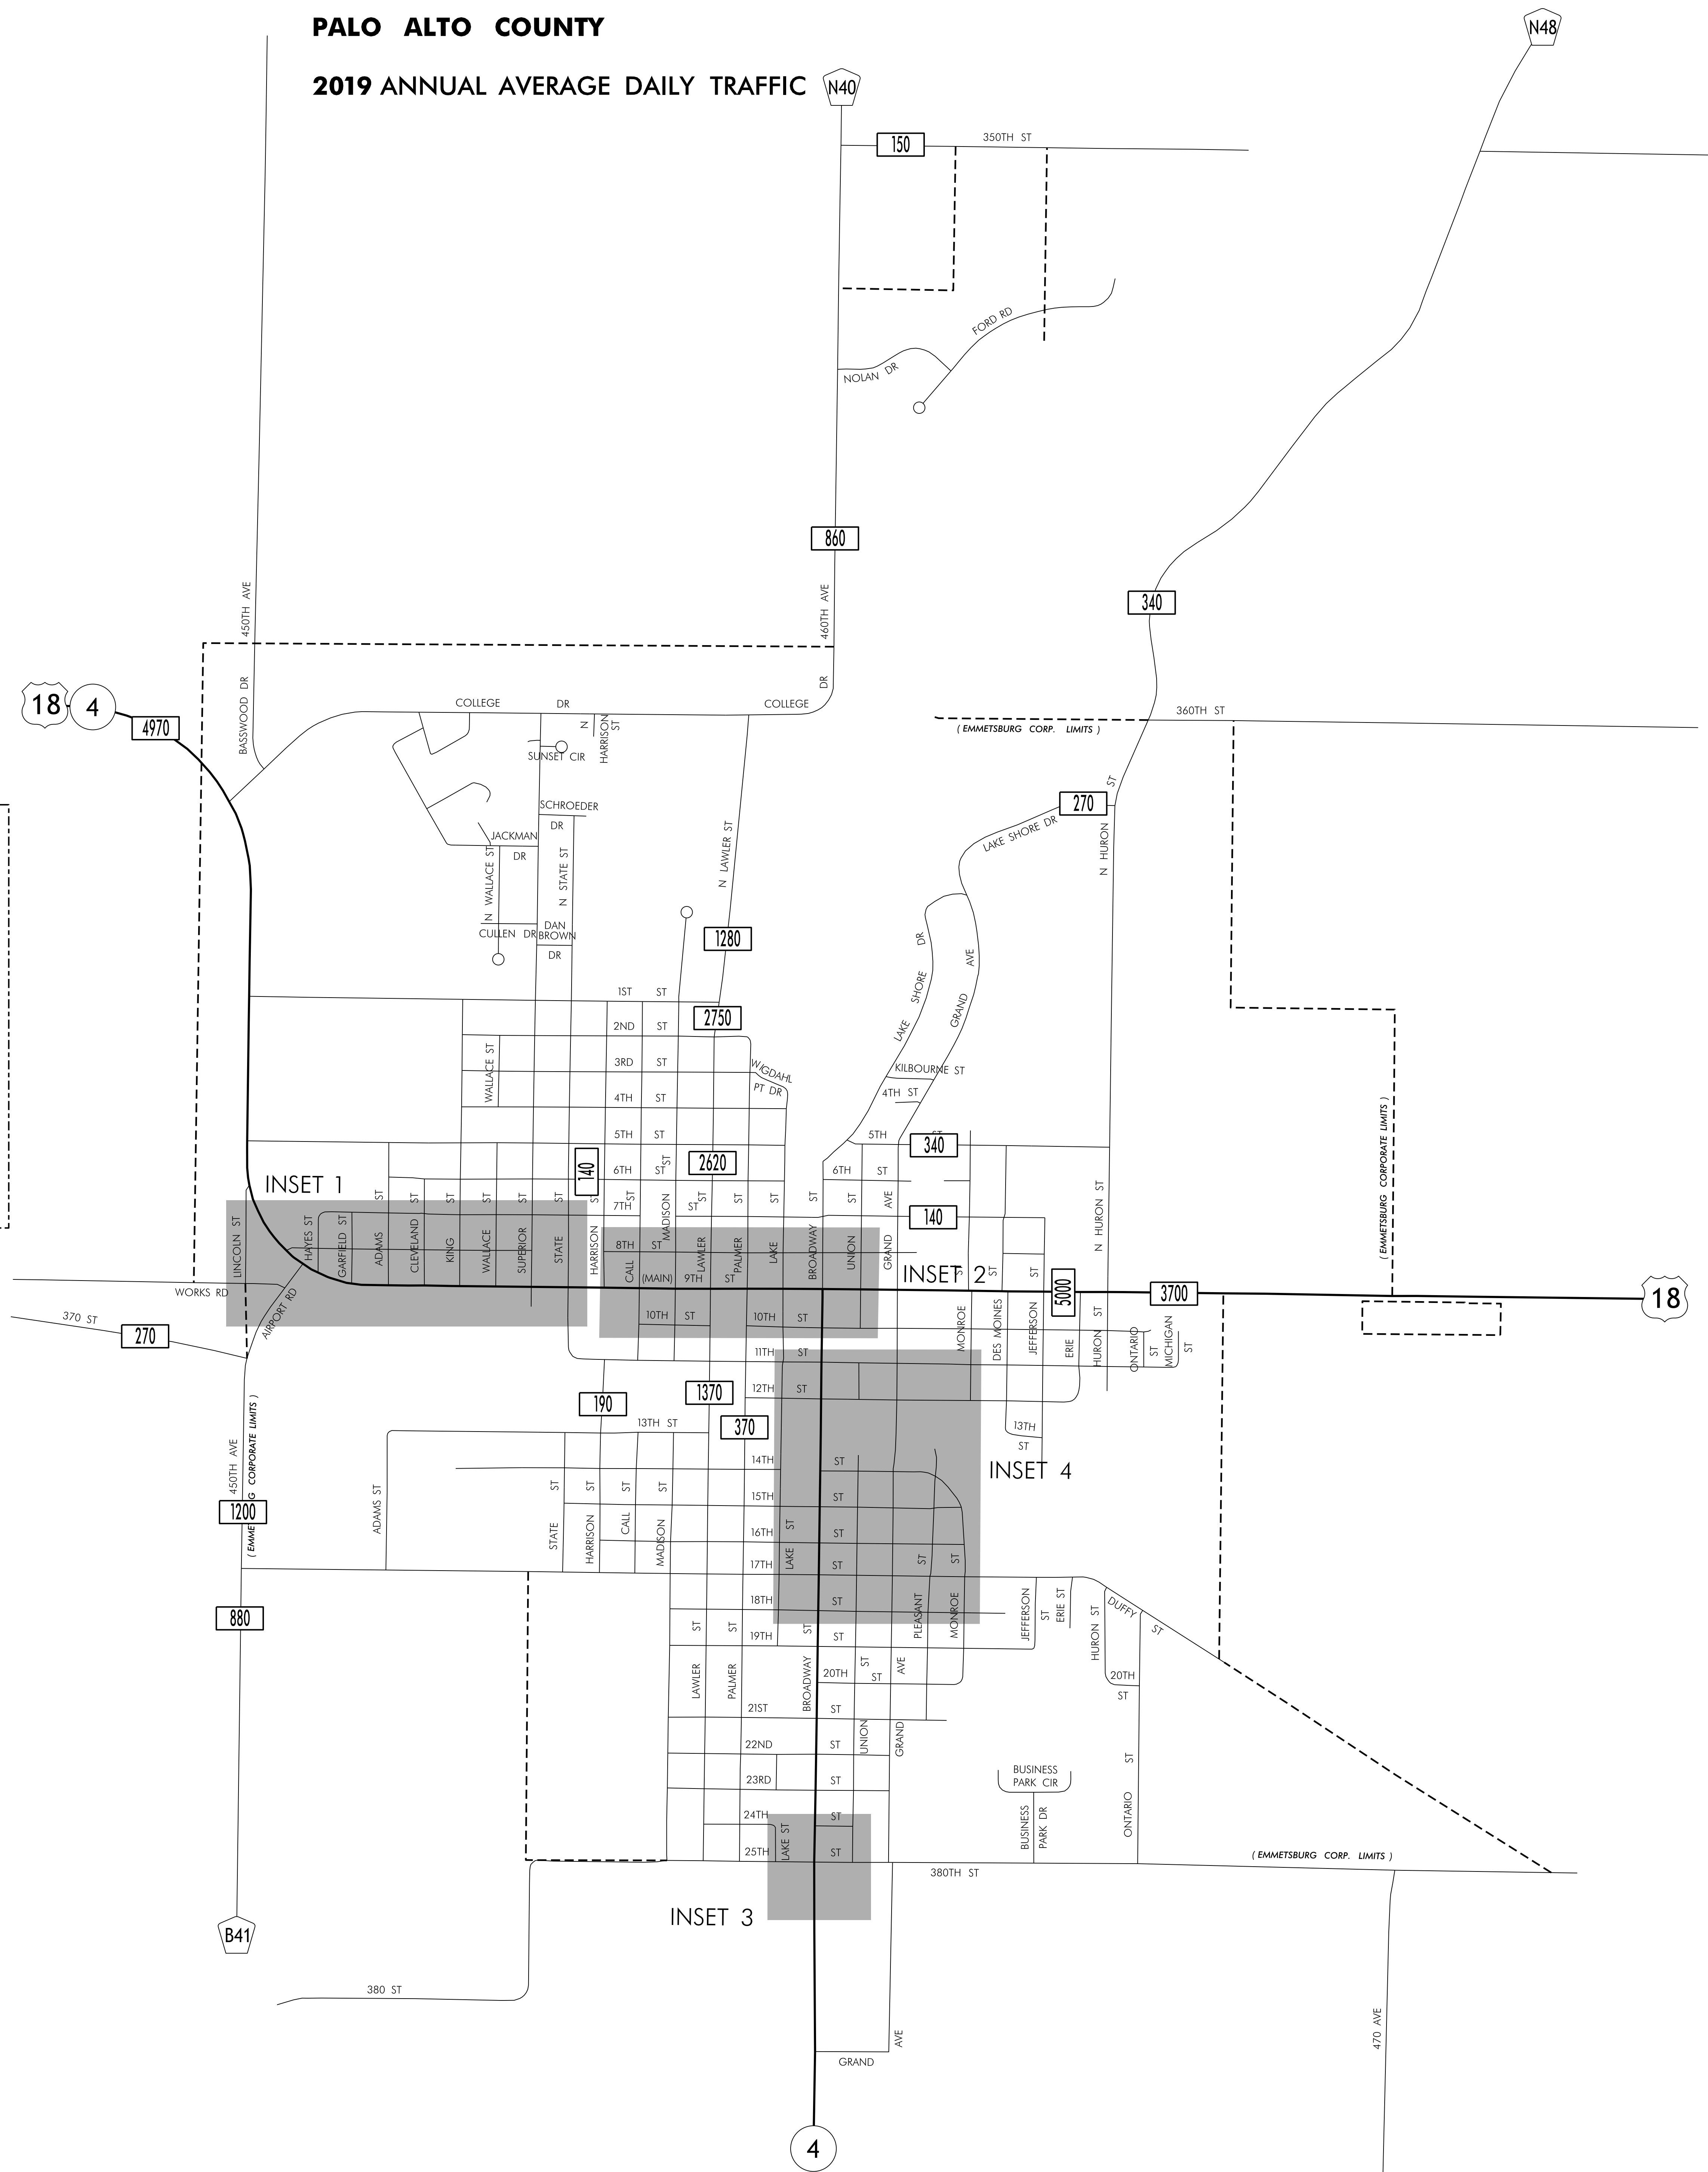 PALO ALTO COUNTY
2019 ANNUAL AVERAGE DAILY TRAFFIC
N40
N48
150
350TH ST
FORD RD
NOLAN DR
860
450TH AVE
460TH AVE
340
18
4
4970
BASSWOOD DR
COLLEGE DR
COLLEGE
DR
N HARRISON ST
SUNSET CIR
360TH ST
( EMMETSBURG CORP. LIMITS )
SCHROEDER
DR
JACKMAN
DR
N WALLACE ST
N STATE ST
N LAWLER ST
270
LAKE SHORE DR
N HURON ST
CULLEN DR
DAN
BROWN
DR
1280
LAKE SHORE DR
GRAND AVE
1ST ST
2750
2ND ST
3RD ST
WALLACE ST
WIGDAHL
PT DR
KILBOURNE ST
4TH ST
4TH ST
5TH ST
5TH ST
340
( EMMETSBURG CORPORATE LIMITS )
140
6TH ST
2620
6TH ST
INSET 1
7TH ST
140
LINCOLN ST
HAYES ST
GARFIELD ST
ADAMS ST
CLEVELAND ST
KING ST
WALLACE ST
SUPERIOR ST
STATE ST
HARRISON ST
CALL ST
MADISON ST
LAWLER ST
PALMER ST
LAKE ST
BROADWAY ST
UNION ST
GRAND AVE
N HURON ST
8TH ST
(MAIN) 9TH ST
INSET 2
5000
3700
18
WORKS RD
AIRPORT RD
370 ST
270
10TH ST
10TH ST
MONROE ST
DES MOINES ST
JEFFERSON ST
ERIE
HURON ST
ONTARIO ST
MICHIGAN ST
11TH ST
190
1370
12TH ST
370
13TH ST
13TH
ST
INSET 4
450TH AVE
1200
ADAMS ST
STATE ST
HARRISON ST
CALL ST
MADISON ST
14TH ST
15TH ST
16TH ST
LAKE ST
17TH ST
PLEASANT ST
MONROE ST
880
18TH ST
JEFFERSON ST
ERIE ST
HURON ST
DUFFY ST
LAWLER ST
PALMER ST
19TH ST
BROADWAY ST
20TH ST
UNION ST
GRAND AVE
20TH
ST
21ST ST
22ND ST
23RD ST
BUSINESS
PARK CIR
BUSINESS
PARK DR
ONTARIO ST
24TH ST
LAKE ST
25TH ST
( EMMETSBURG CORP. LIMITS )
380TH ST
INSET 3
B41
380 ST
470 AVE
GRAND AVE
4